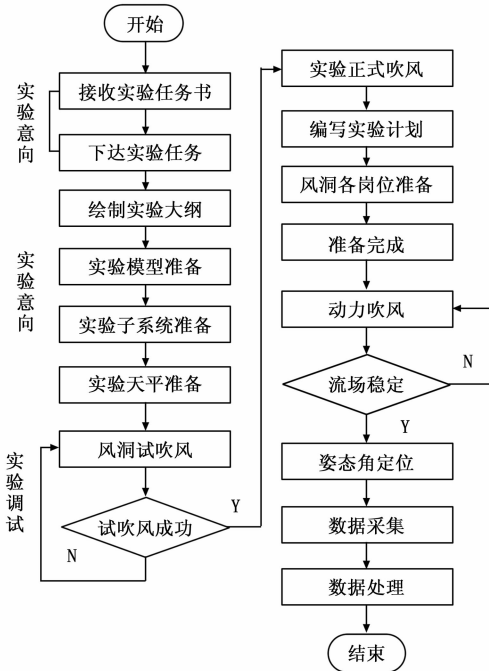 开始
实验意向
接收实验任务书
下达实验任务
绘制实验大纲
实验意向
实验模型准备
实验子系统准备
实验天平准备
实验调试
风洞试吹风
试吹风成功
Y
N
实验正式吹风
编写实验计划
风洞各岗位准备
准备完成
动力吹风
流场稳定
N
Y
姿态角定位
数据采集
数据处理
结束